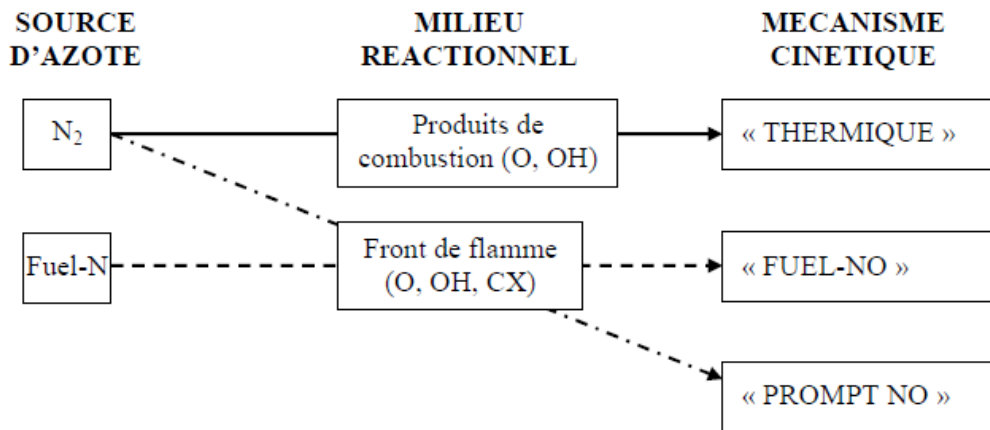 SOURCE
D'AZOTE
MILIEU
REACTIONNEL
MECANISME
CINETIQUE
N₂
Produits de
combustion (O, OH)
« THERMIQUE »
Fuel-N
Front de flamme
(O, OH, CX)
« FUEL-NO »
« PROMPT NO »